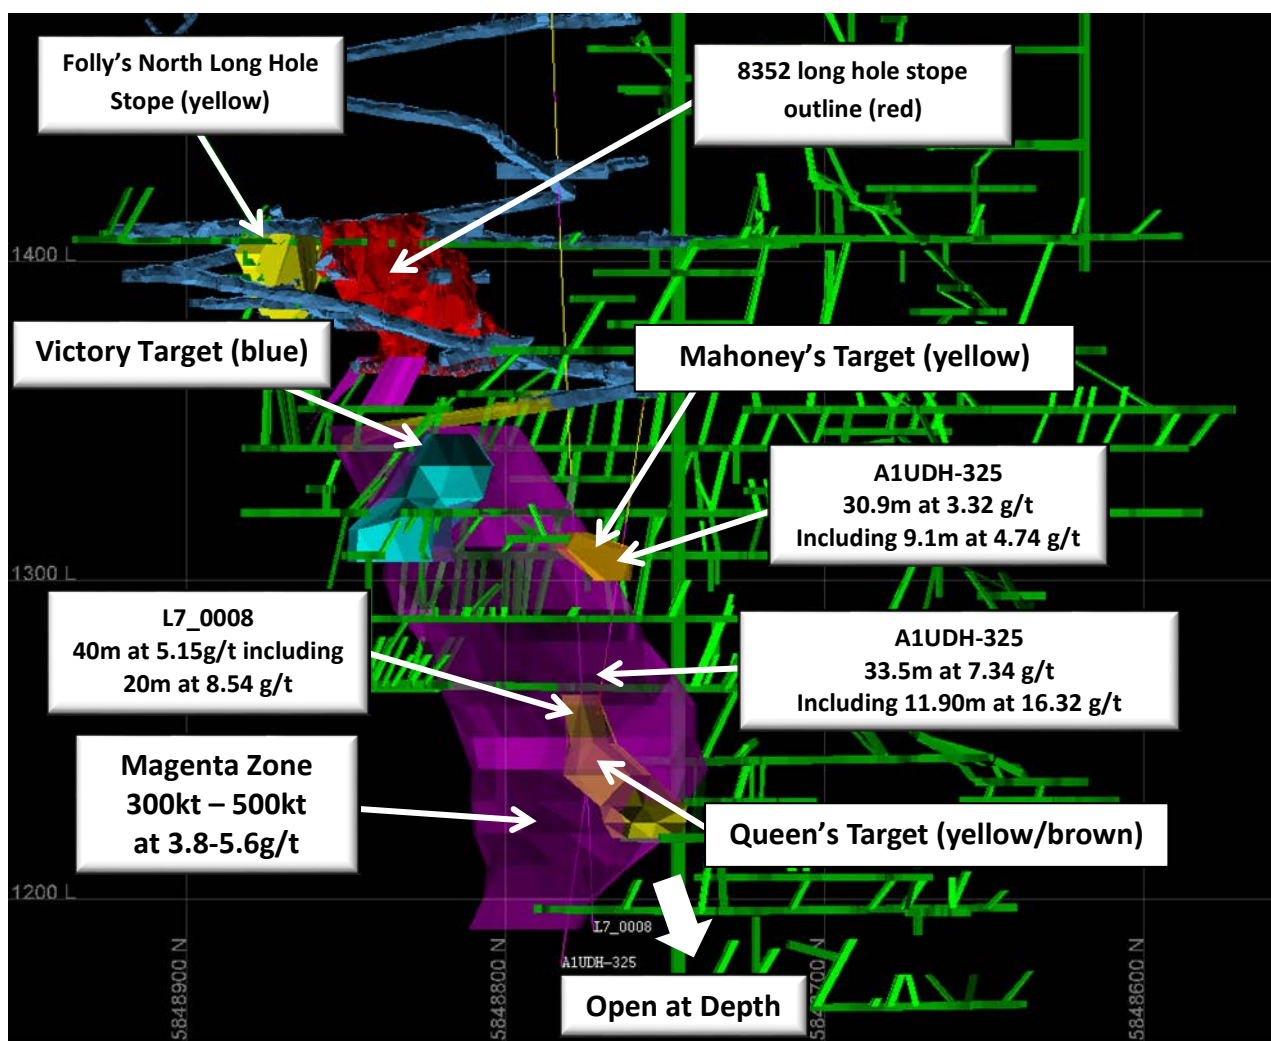 Folly’s North Long Hole
Stope (yellow)
8352 long hole stope
outline (red)
1400 L
Victory Target (blue)
Mahoney’s Target (yellow)
A1UDH-325
30.9m at 3.32 g/t
Including 9.1m at 4.74 g/t
1300 L
L7_0008
40m at 5.15g/t including
20m at 8.54 g/t
A1UDH-325
33.5m at 7.34 g/t
Including 11.90m at 16.32 g/t
Magenta Zone
300kt – 500kt
at 3.8-5.6g/t
Queen’s Target (yellow/brown)
1200 L
L7_0008
A1UDH-325
Open at Depth
5848900 N
5848800 N
5848700 N
5848600 N